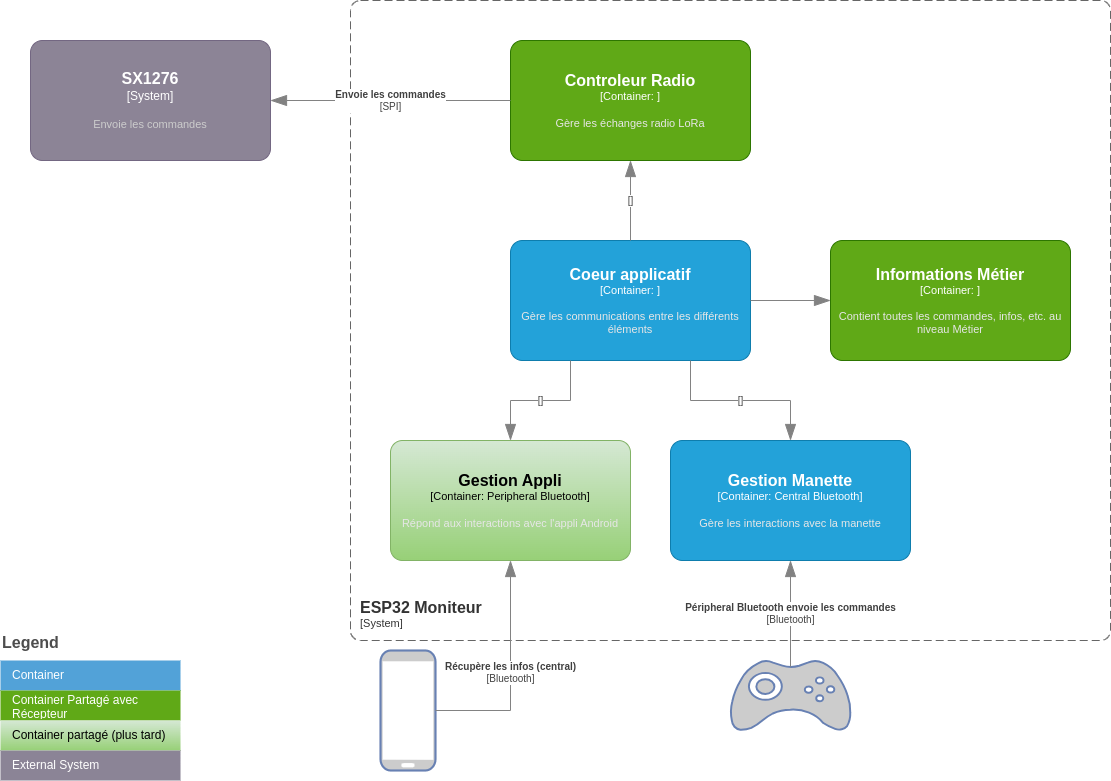 SX1276
[System]
Envoie les commandes
Envoie les commandes
[SPI]
Controleur Radio
[Container: ]
Gère les échanges radio LoRa
[]
Coeur applicatif
[Container: ]
Gère les communications entre les différents
éléments
Informations Métier
[Container: ]
Contient toutes les commandes, infos, etc. au
niveau Métier
[]
[]
Gestion Appli
[Container: Peripheral Bluetooth]
Répond aux interactions avec l'appli Android
Gestion Manette
[Container: Central Bluetooth]
Gère les interactions avec la manette
ESP32 Moniteur
[System]
Péripheral Bluetooth envoie les commandes
[Bluetooth]
Récupère les infos (central)
[Bluetooth]
Legend
Container
Container Partagé avec
Récepteur
Container partagé (plus tard)
External System